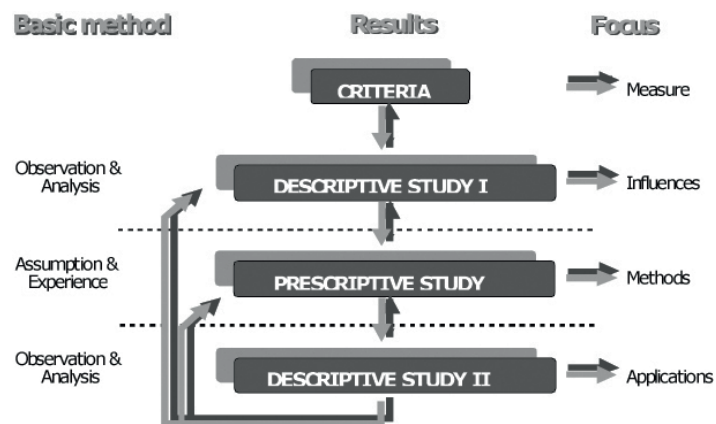 Basic method Results Focus
CRITERIA Measure
Observation &
Analysis
DESCRIPTIVE STUDY I Influences
Assumption &
Experience
PRESCRIPTIVE STUDY Methods
Observation &
Analysis
DESCRIPTIVE STUDY II Applications